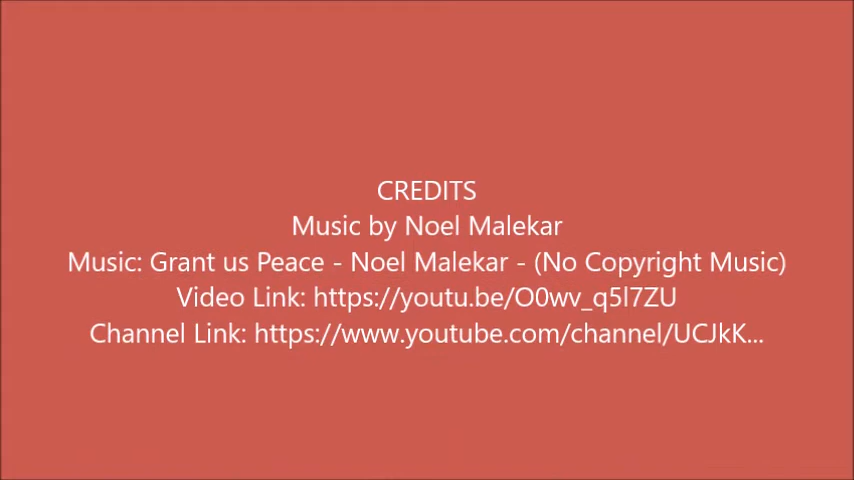 CREDITS
Music by Noel Malekar
Music: Grant us Peace - Noel Malekar - (No Copyright Music)
Video Link: https://youtu.be/O0wv_q5l7ZU
Channel Link: https://www.youtube.com/channel/UCJkK...